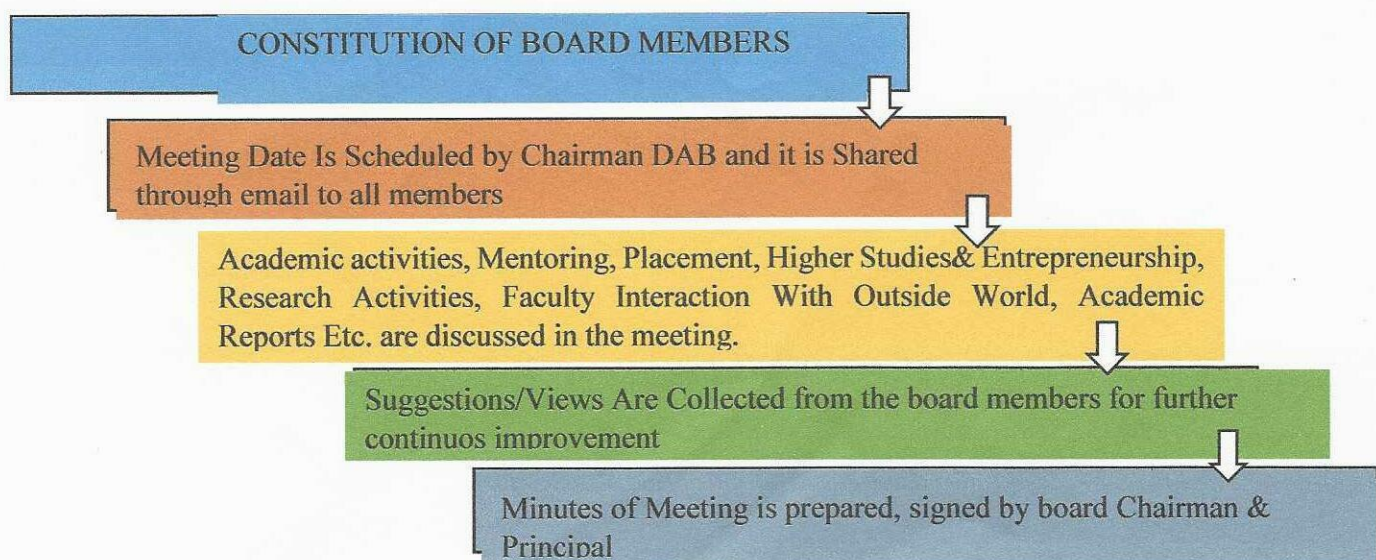 CONSTITUTION OF BOARD MEMBERS
Meeting Date Is Scheduled by Chairman DAB and it is Shared
through email to all members
Academic activities, Mentoring, Placement, Higher Studies& Entrepreneurship,
Research Activities, Faculty Interaction With Outside World, Academic
Reports Etc. are discussed in the meeting.
Suggestions/Views Are Collected from the board members for further
continuos improvement
Minutes of Meeting is prepared, signed by board Chairman &
Principal